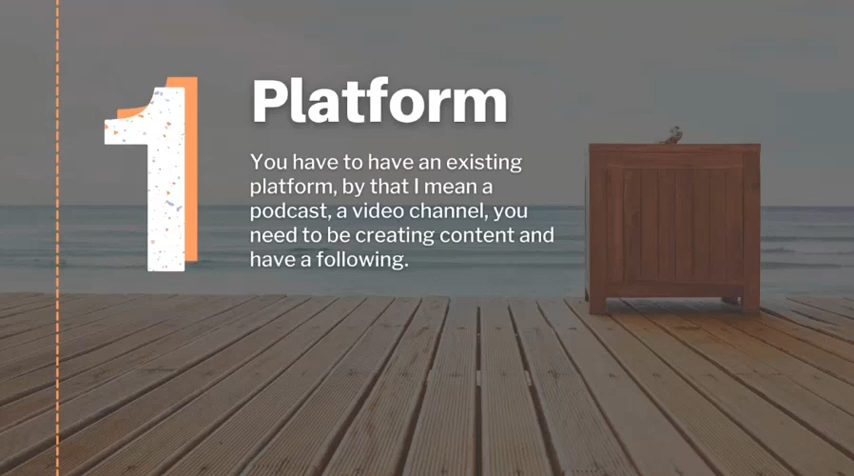 1
Platform
You have to have an existing
platform, by that I mean a
podcast, a video channel, you
need to be creating content and
have a following.